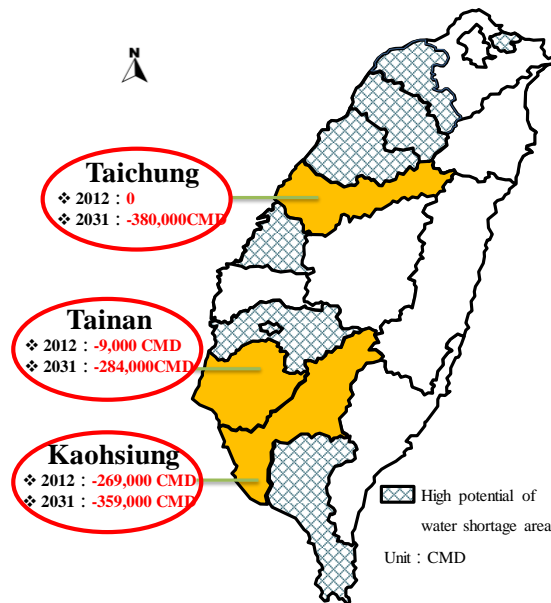 N
Taichung
❖ 2012：0
❖ 2031：-380,000CMD
Tainan
❖ 2012：-9,000 CMD
❖ 2031：-284,000CMD
Kaohsiung
❖ 2012：-269,000 CMD
❖ 2031：-359,000 CMD
High potential of
water shortage area
Unit：CMD